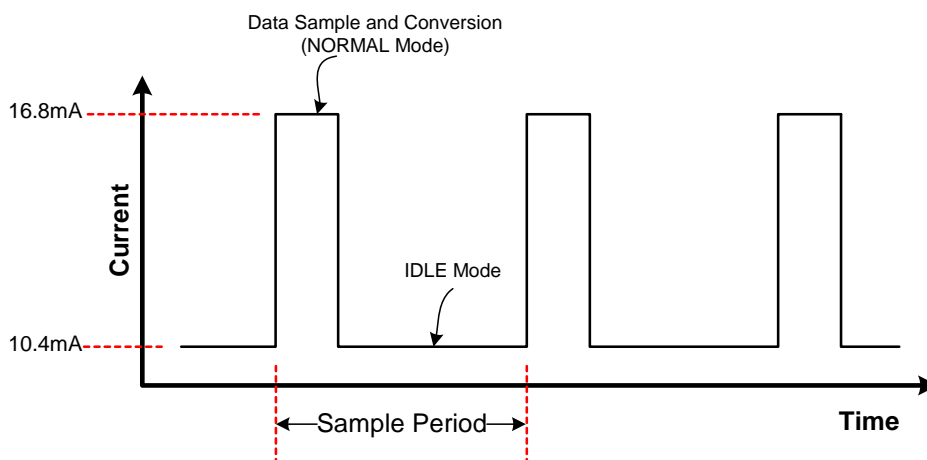 Data Sample and Conversion
(NORMAL Mode)
16.8mA
Current
IDLE Mode
10.4mA
Sample Period
Time